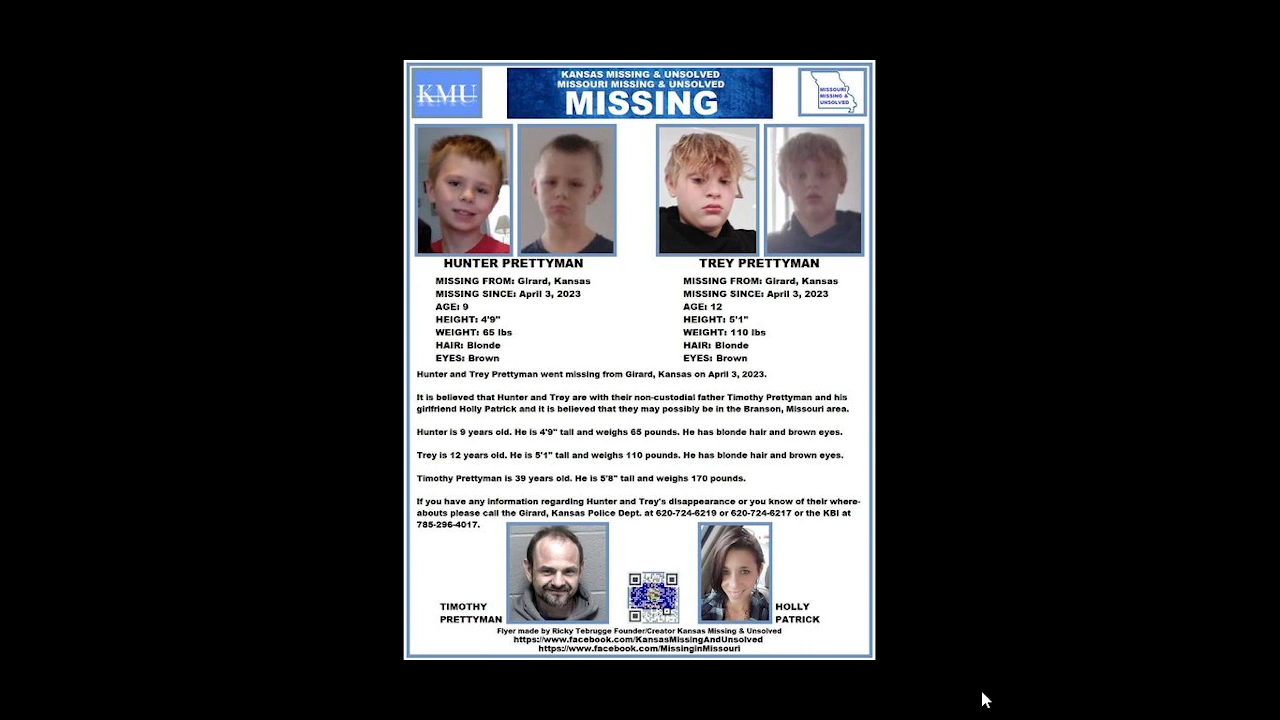 KMU
KANSAS MISSING & UNSOLVED
MISSOURI MISSING & UNSOLVED
MISSING
MISSOURI
MISSING &
UNSOLVED
HUNTER PRETTYMAN
MISSING FROM: Girard, Kansas
MISSING SINCE: April 3, 2023
AGE: 9
HEIGHT: 4'9"
WEIGHT: 65 lbs
HAIR: Blonde
EYES: Brown
TREY PRETTYMAN
MISSING FROM: Girard, Kansas
MISSING SINCE: April 3, 2023
AGE: 12
HEIGHT: 5'1"
WEIGHT: 110 lbs
HAIR: Blonde
EYES: Brown
Hunter and Trey Prettyman went missing from Girard, Kansas on April 3, 2023.
It is believed that Hunter and Trey are with their non-custodial father Timothy Prettyman and his
girlfriend Holly Patrick and it is believed that they may possibly be in the Branson, Missouri area.
Hunter is 9 years old. He is 4'9" tall and weighs 65 pounds. He has blonde hair and brown eyes.
Trey is 12 years old. He is 5'1" tall and weighs 110 pounds. He has blonde hair and brown eyes.
Timothy Prettyman is 39 years old. He is 5'8" tall and weighs 170 pounds.
If you have any information regarding Hunter and Trey's disappearance or you know of their where-
abouts please call the Girard, Kansas Police Dept. at 620-724-6219 or 620-724-6217 or the KBI at
785-296-4017.
TIMOTHY
PRETTYMAN
HOLLY
PATRICK
Flyer made by Ricky Tebrugge Founder/Creator Kansas Missing & Unsolved
https://www.facebook.com/KansasMissingAndUnsolved
https://www.facebook.com/MissinginMissouri